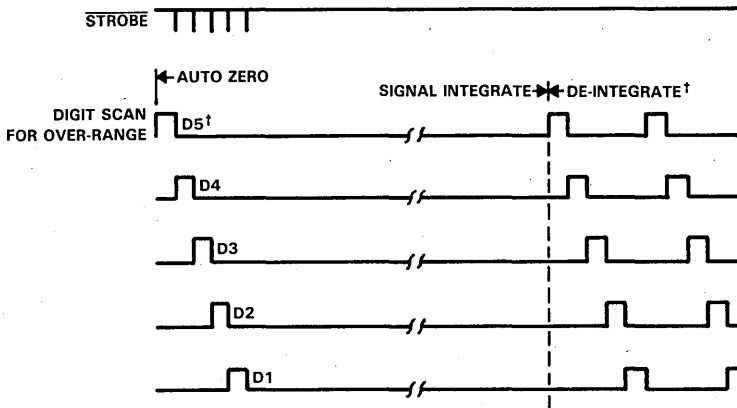 STROBE
AUTO ZERO
SIGNAL INTEGRATE
DE-INTEGRATE†
DIGIT SCAN
FOR OVER-RANGE
D5†
D4
D3
D2
D1